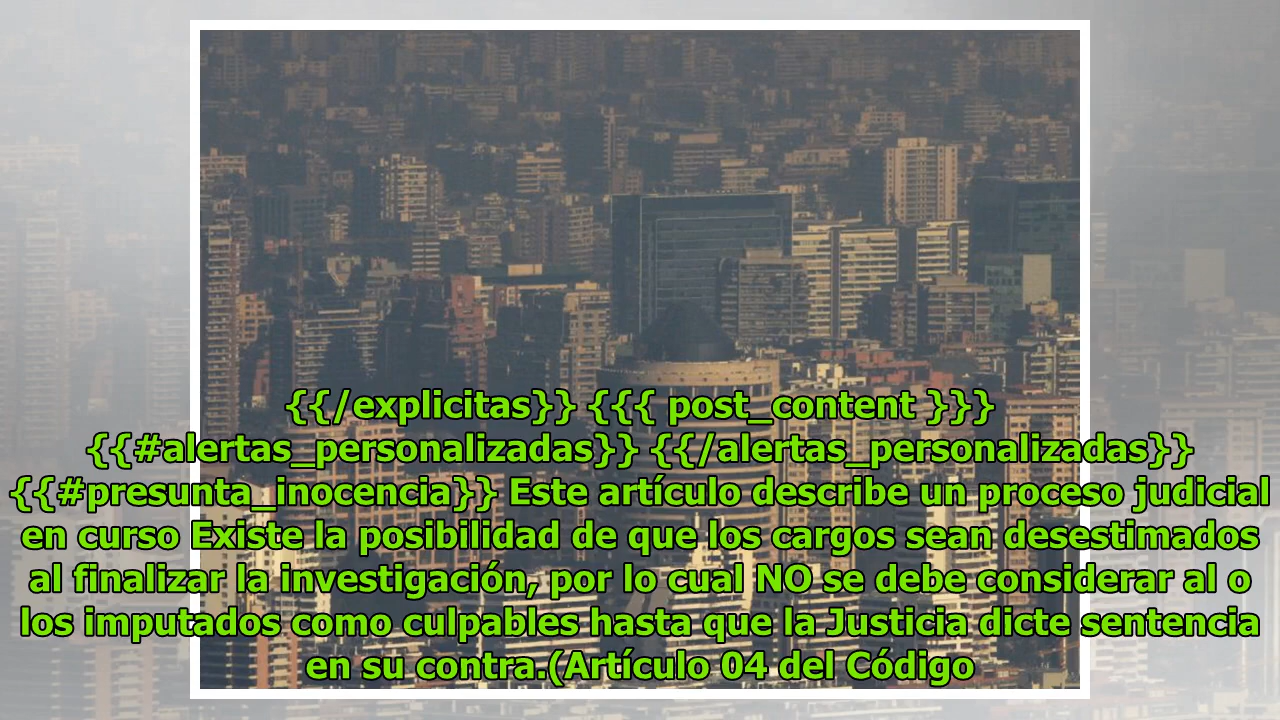 {{/explicitas}} {{{ post_content }}}
{{#alertas_personalizadas}} {{/alertas_personalizadas}}
{{#presunta_inocencia}} Este artículo describe un proceso judicial
en curso Existe la posibilidad de que los cargos sean desestimados
al finalizar la investigación, por lo cual NO se debe considerar al o
los imputados como culpables hasta que la Justicia dicte sentencia
en su contra.(Artículo 04 del Código